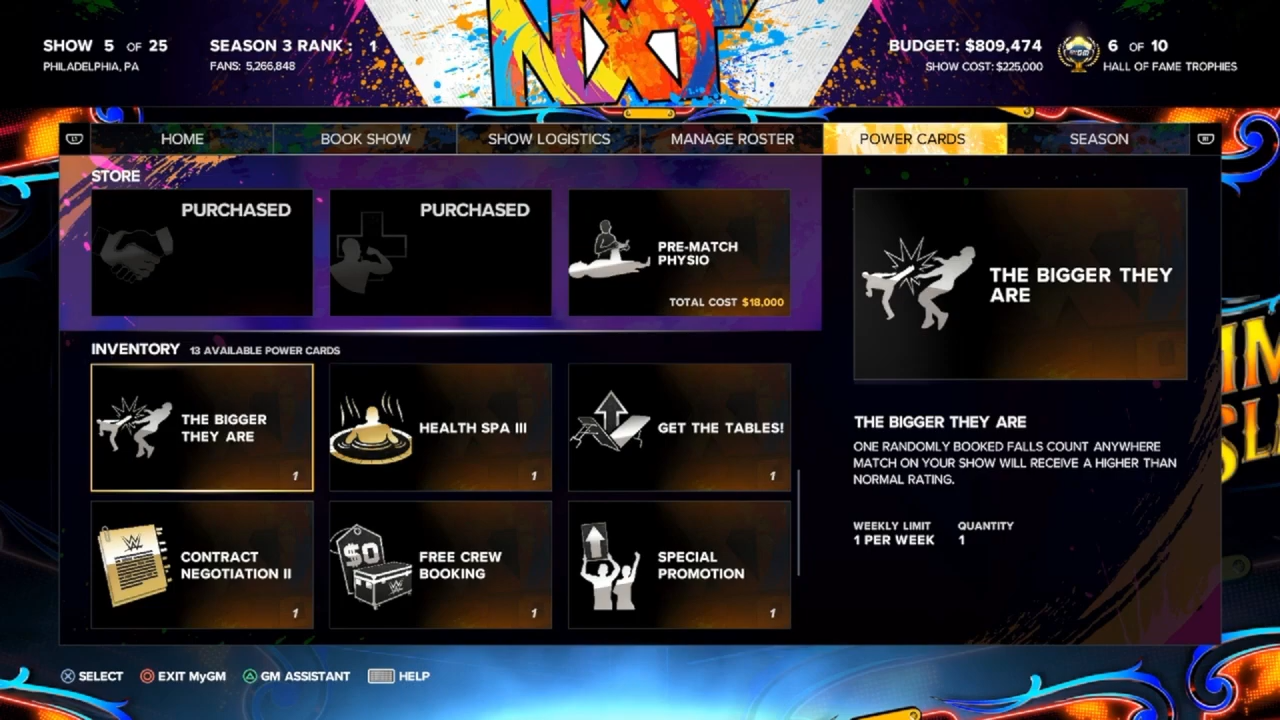 SHOW 5 OF 25
PHILADELPHIA, PA
SEASON 3 RANK : 1
FANS: 5,266,848
NXT
BUDGET: $809,474
SHOW COST: $225,000
6 OF 10
HALL OF FAME TROPHIES
HOME
BOOK SHOW
SHOW LOGISTICS
MANAGE ROSTER
POWER CARDS
SEASON
STORE
PURCHASED
PURCHASED
PRE-MATCH
PHYSIO
TOTAL COST $18,000
INVENTORY 13 AVAILABLE POWER CARDS
THE BIGGER
THEY ARE
1
HEALTH SPA III
1
GET THE TABLES!
1
CONTRACT
NEGOTIATION II
1
$0
FREE CREW
BOOKING
1
SPECIAL
PROMOTION
1
THE BIGGER THEY
ARE
THE BIGGER THEY ARE
ONE RANDOMLY BOOKED FALLS COUNT ANYWHERE
MATCH ON YOUR SHOW WILL RECEIVE A HIGHER THAN
NORMAL RATING.
WEEKLY LIMIT QUANTITY
1 PER WEEK 1
SELECT
EXIT MyGM
GM ASSISTANT
HELP